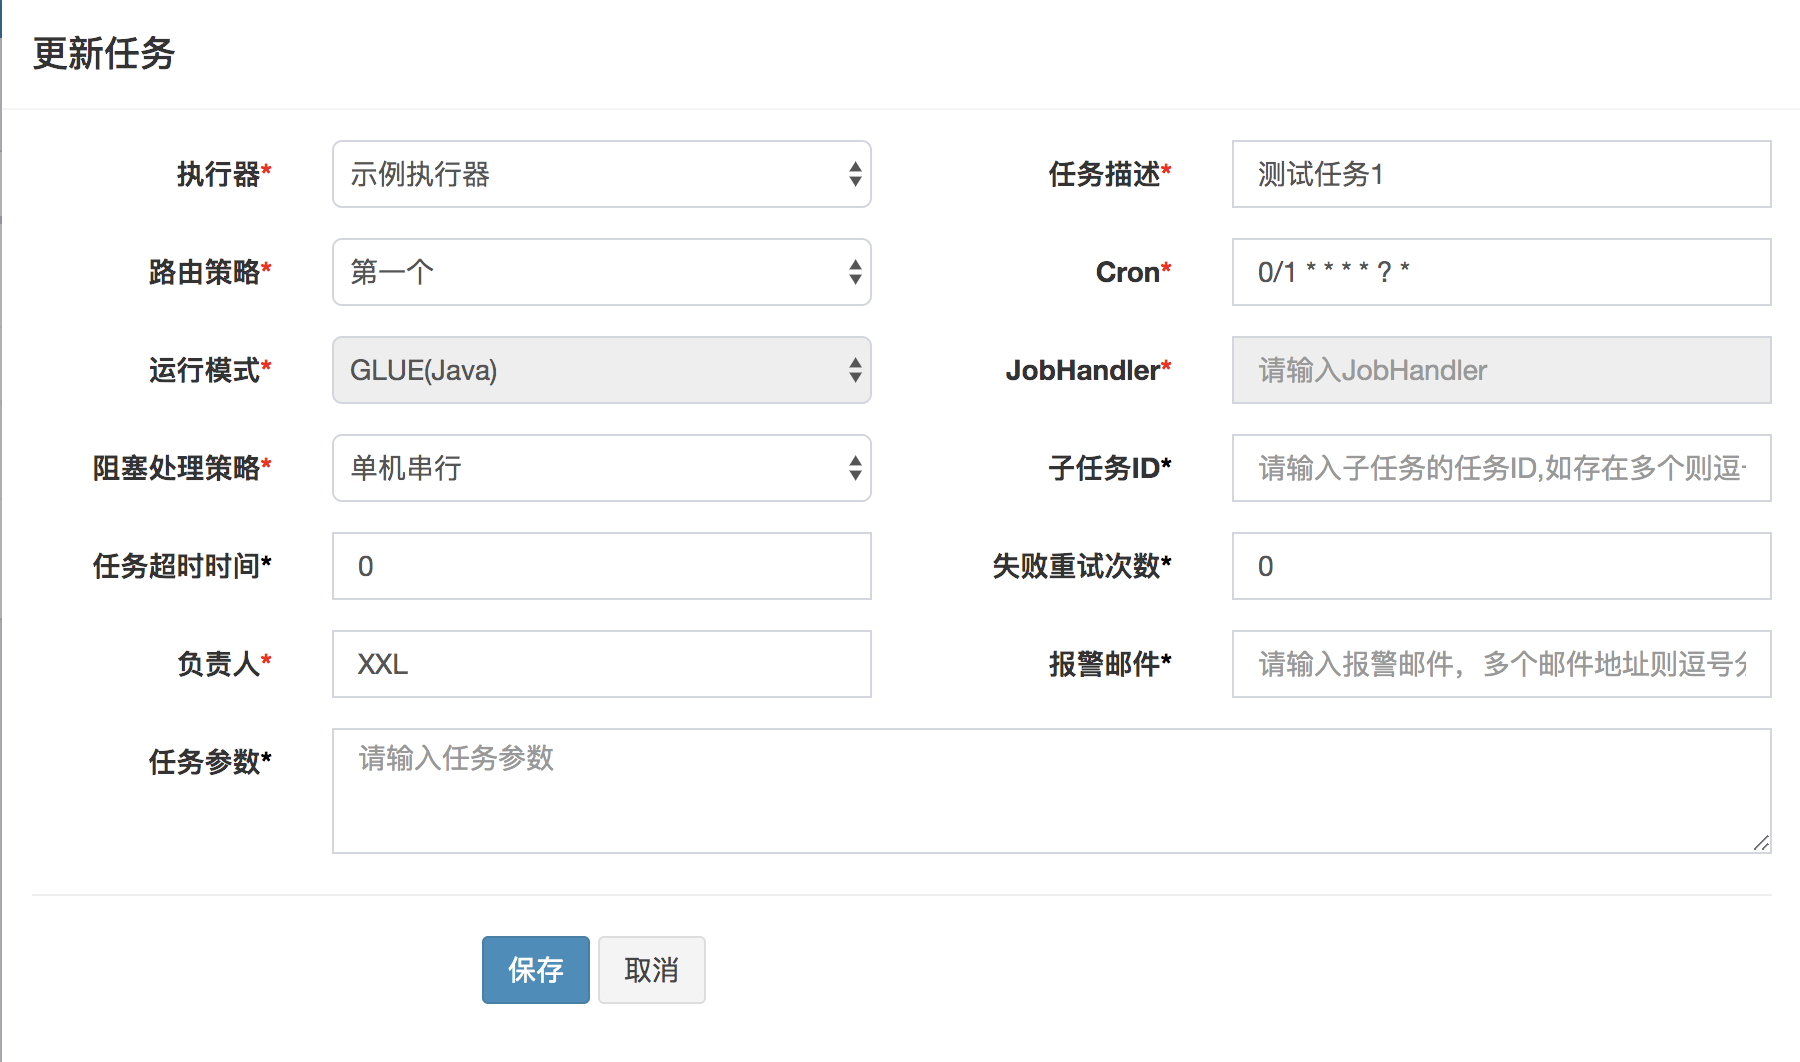 更新任务
执行器* 示例执行器 任务描述* 测试任务1
路由策略* 第一个 Cron* 0/1 * * * * ? *
运行模式* GLUE(Java) JobHandler* 请输入JobHandler
阻塞处理策略* 单机串行 子任务ID* 请输入子任务的任务ID,如存在多个则逗
任务超时时间* 0 失败重试次数* 0
负责人* XXL 报警邮件* 请输入报警邮件，多个邮件地址则逗号分
任务参数* 请输入任务参数
保存 取消